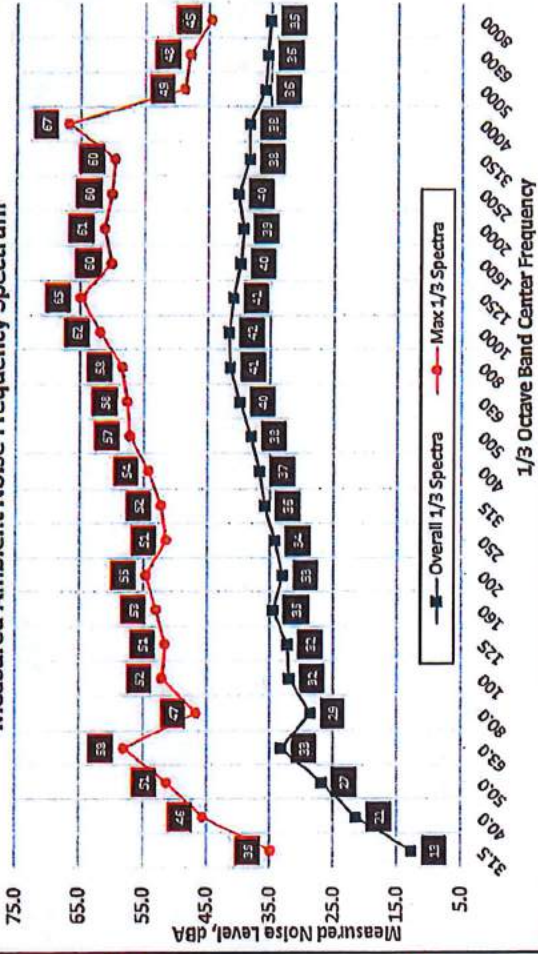 Measured Ambient Noise Frequency Spectrum
75.0
65.0
55.0
45.0
35.0
25.0
15.0
5.0
Measured Noise Level, dBA
35 46 51 58 47 52 51 53 55 51 52 54 57 58 58 62 65 60 61 60 60 67 49 48 45
13 21 27 33 29 32 32 35 33 34 36 37 38 40 41 42 41 40 39 40 38 38 36 36 35
Overall 1/3 Spectra
Max 1/3 Spectra
31.5 40.0 50.0 63.0 80.0 100 125 160 200 250 315 400 500 630 800 1000 1250 1600 2000 2500 3150 4000 5000 6300 8000
1/3 Octave Band Center Frequency